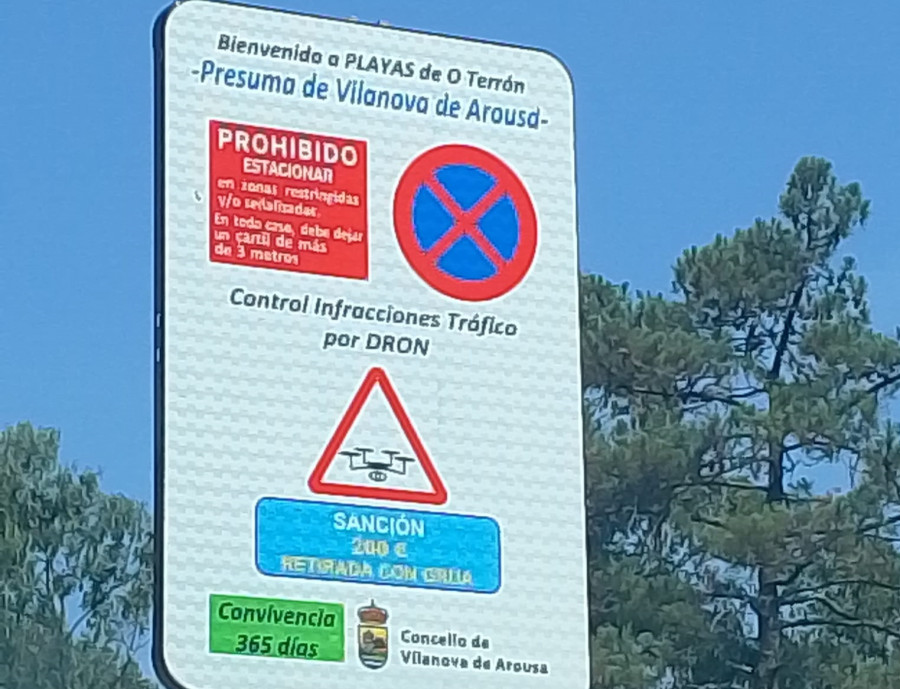 Bienvenido a PLAYAS de O Terrón
-Presuma de Vilanova de Arousa-
PROHIBIDO
ESTACIONAR
en zonas restringidas
y/o señalizadas.
En todo caso, debe dejar
un carril de más
de 3 metros
Control Infracciones Tráfico
por DRON
SANCIÓN
200 €
RETIRADA CON GRUA
Convivencia
365 días
Concello de
Vilanova de Arousa